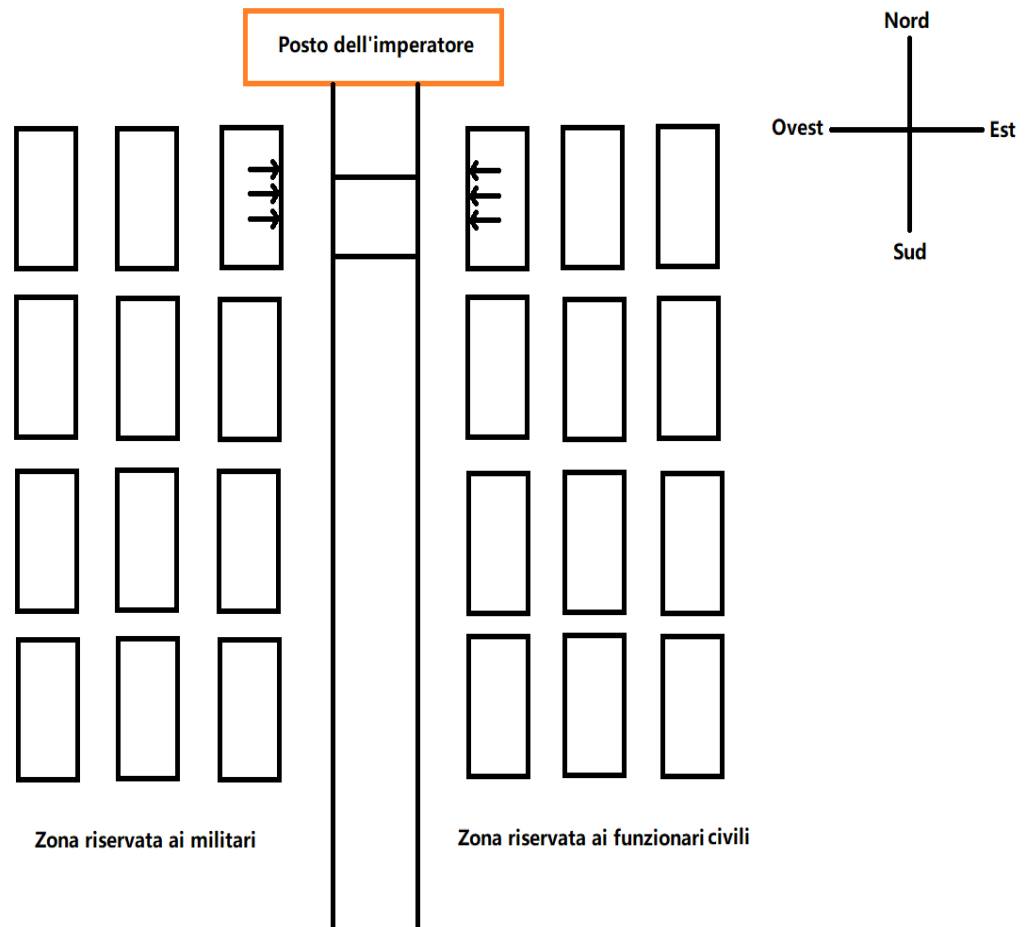 Posto dell'imperatore
Nord
Ovest
Est
Sud
Zona riservata ai militari
Zona riservata ai funzionari civili